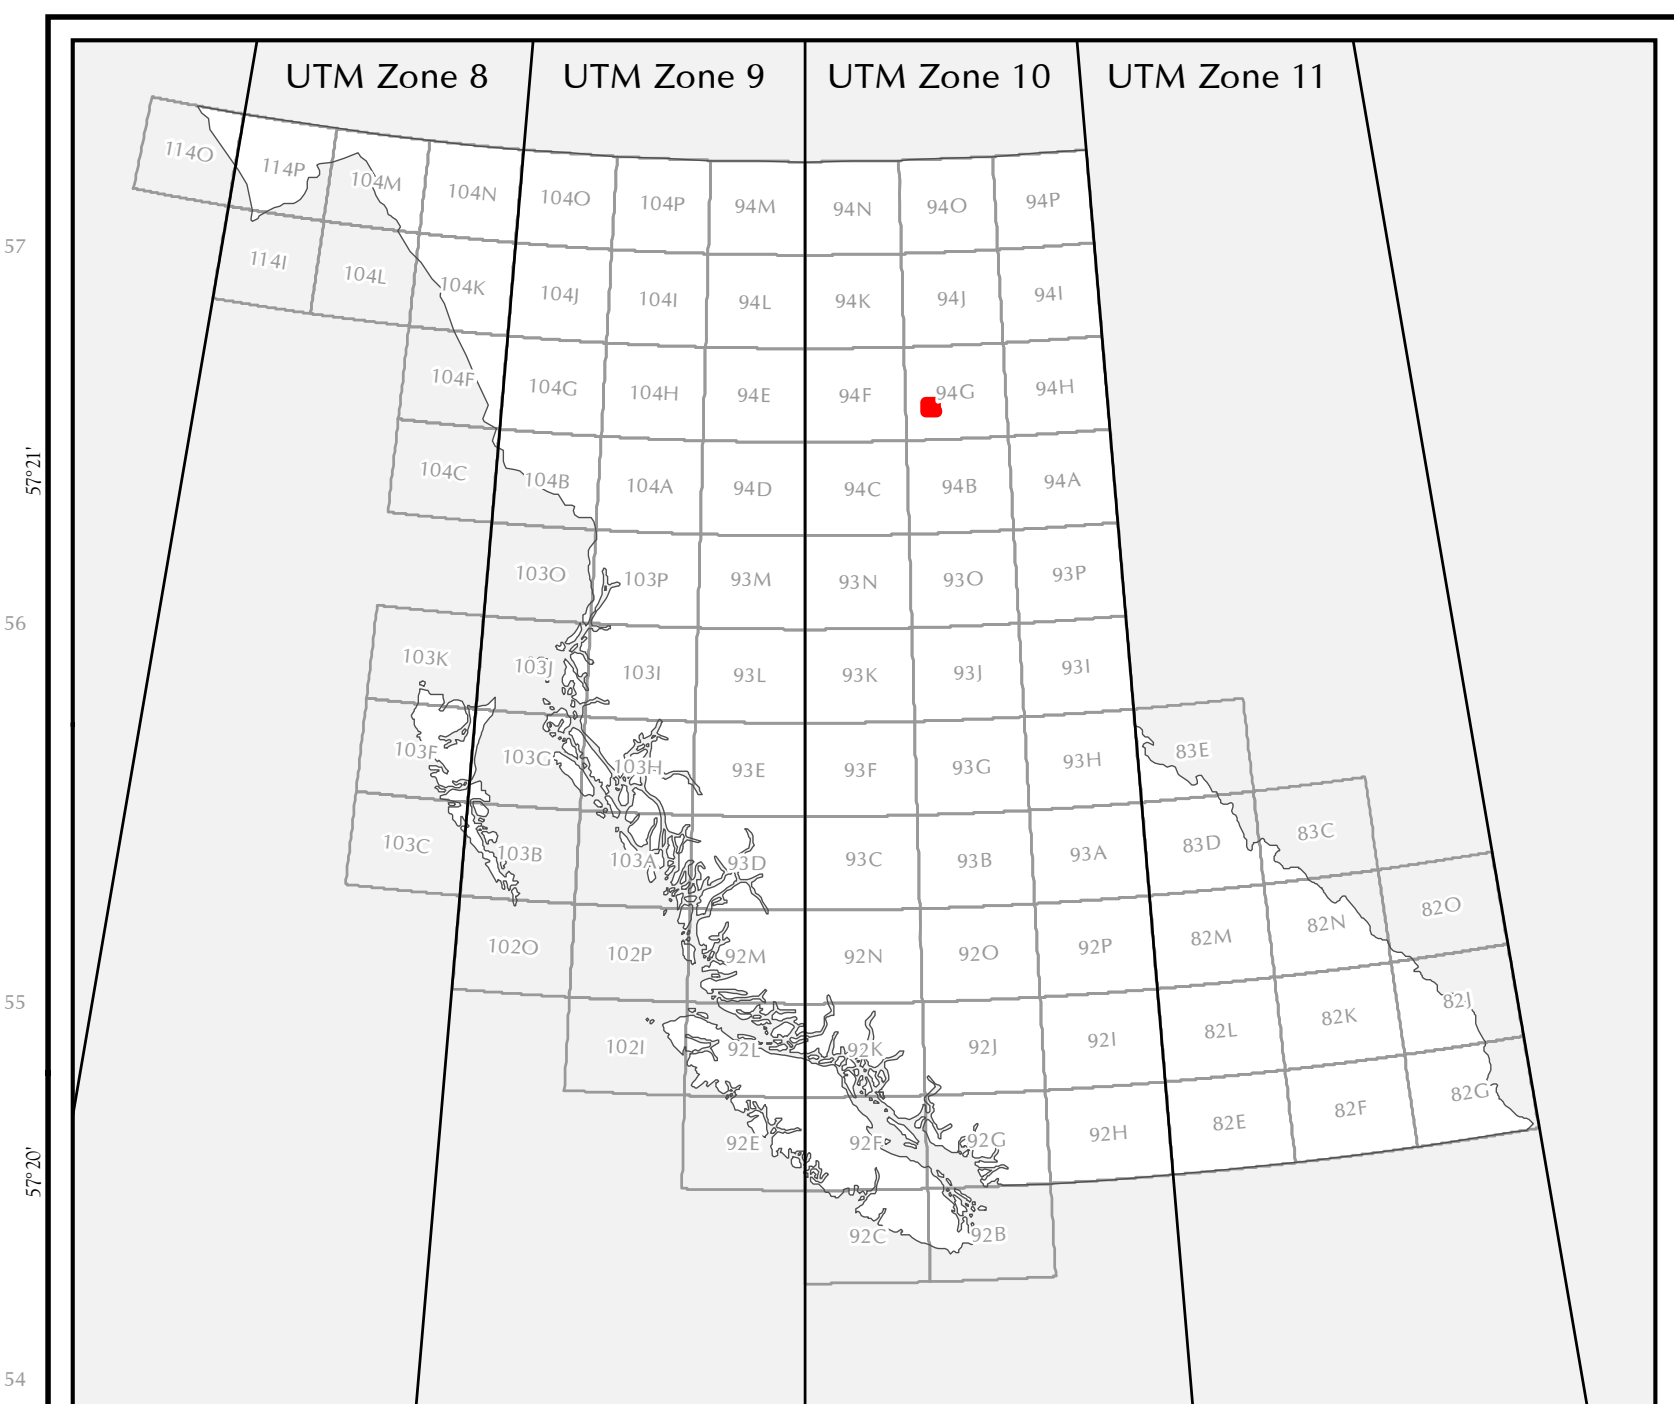 UTM Zone 8 UTM Zone 9 UTM Zone 10 UTM Zone 11
114O 114P 104M 104N 104O 104P 94M 94N 94O 94P
57
114I 104L 104K 104J 104I 94L 94K 94J 94I
104F 104G 104H 94E 94F 94G 94H
57°21'
104C 104B 104A 94D 94C 94B 94A
103O 103P 93M 93N 93O 93P
56
103K 103J 103I 93L 93K 93J 93I
103F 103G 103H 93E 93F 93G 93H 83E
103C 103B 103A 93D 93C 93B 93A 83D 83C
102O 102P 92M 92N 92O 92P 82M 82N 82O
55
102I 92L 92K 92J 92I 82L 82K 82J
57°20'
92E 92F 92G 92H 82E 82F 82G
92C 92B
54